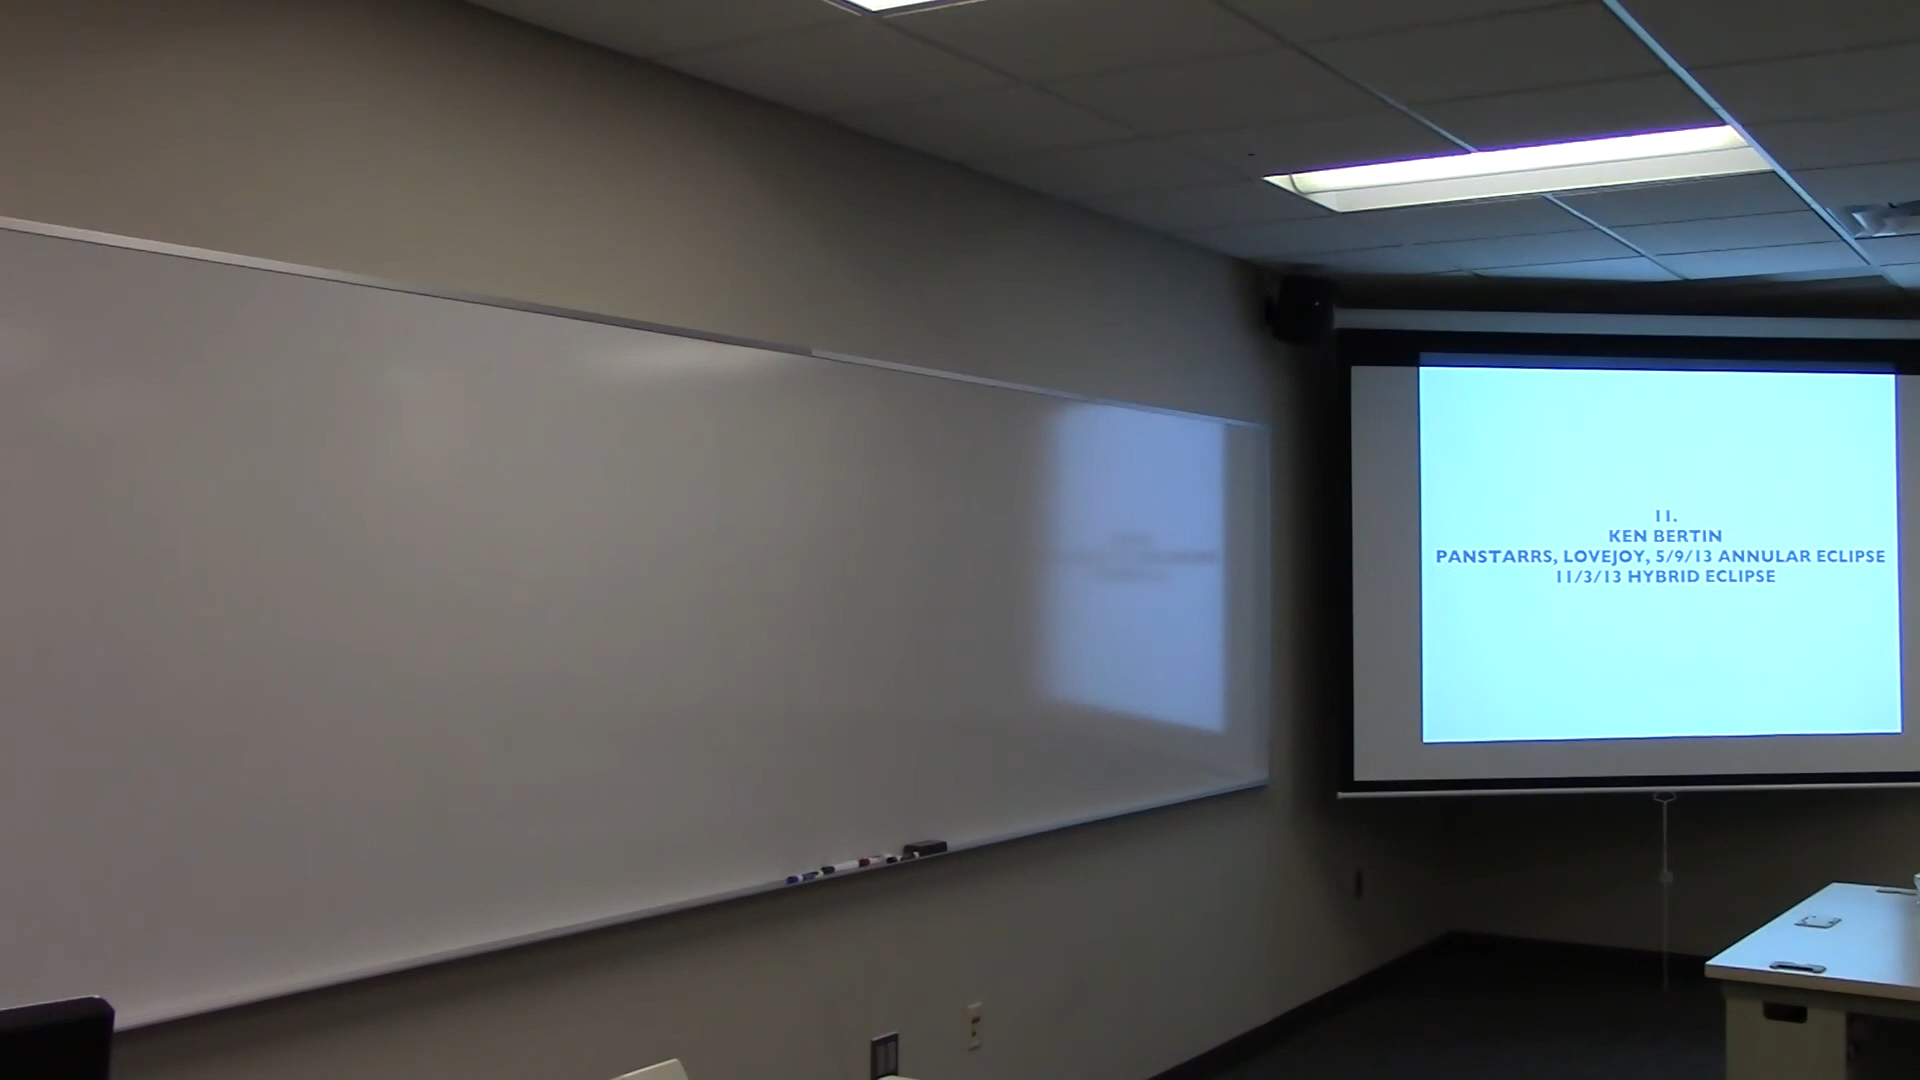 11.
KEN BERTIN
PANSTARRS, LOVEJOY, 5/9/13 ANNULAR ECLIPSE
11/3/13 HYBRID ECLIPSE